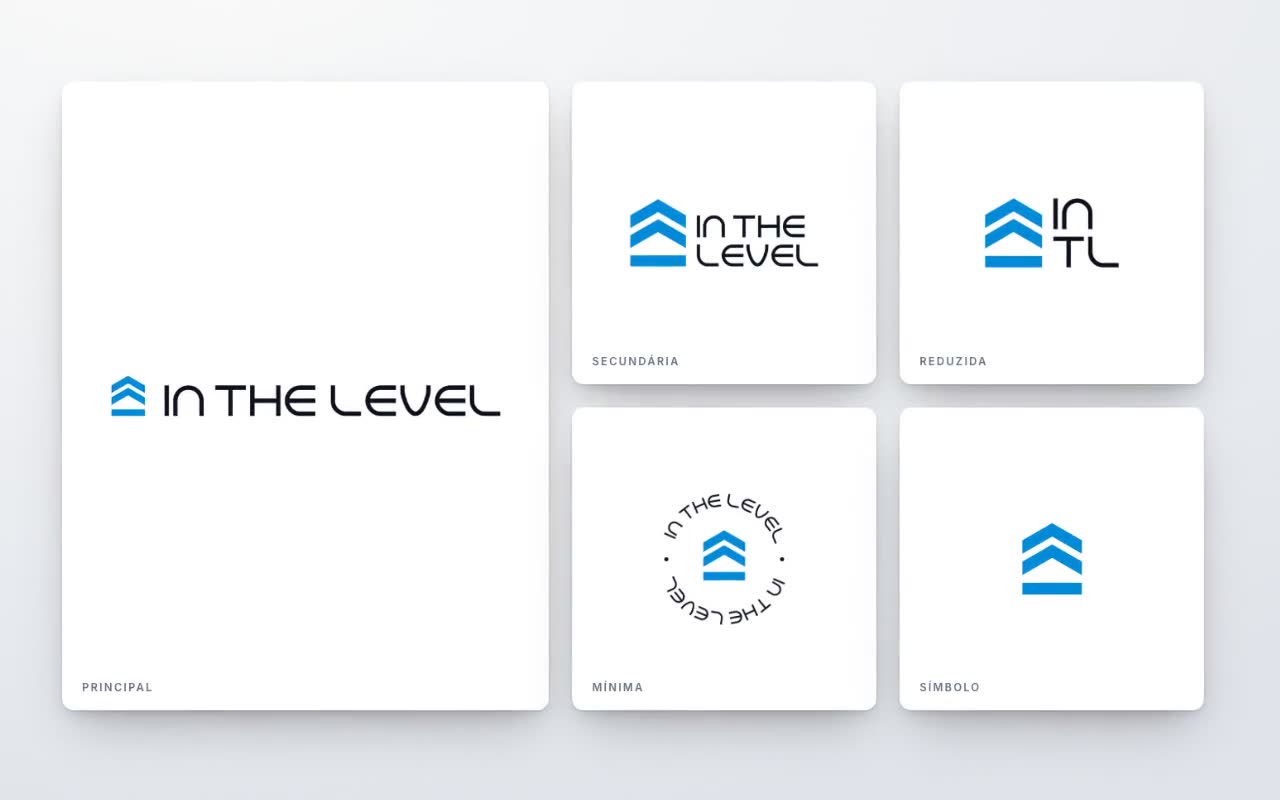 IN THE LEVEL
PRINCIPAL
IN THE
LEVEL
SECUNDÁRIA
IN
TL
REDUZIDA
IN THE LEVEL
•
IN THE LEVEL
•
MÍNIMA
SÍMBOLO